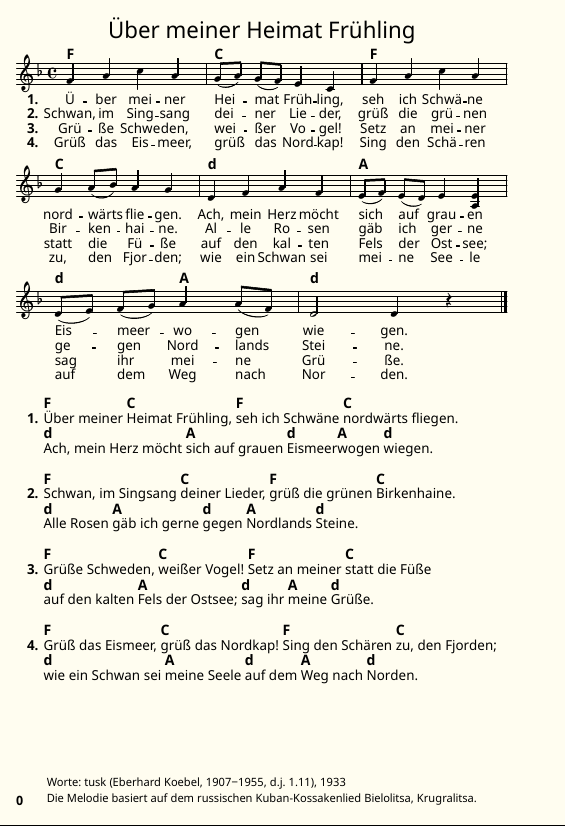 Über meiner Heimat Frühling
F C F
1. Ü - ber mei - ner Hei - mat Früh - ling, seh ich Schwä - ne
2. Schwan, im Sing - sang dei - ner Lie - der, grüß die grü - nen
3. Grü - ße Schweden, wei - ßer Vo - gel! Setz an mei - ner
4. Grüß das Eis - meer, grüß das Nord - kap! Sing den Schä - ren
C d A
nord - wärts flie - gen. Ach, mein Herz möcht sich auf grau - en
Bir - ken - hai - ne. Al - le Ro - sen gäb ich ger - ne
statt die Fü - ße auf den kal - ten Fels der Ost - see;
zu, den Fjor - den; wie ein Schwan sei mei - ne See - le
d A d
Eis - meer - wo - gen wie - gen.
ge - gen Nord - lands Stei - ne.
sag ihr mei - ne Grü - ße.
auf dem Weg nach Nor - den.
F C F C
1. Über meiner Heimat Frühling, seh ich Schwäne nordwärts fliegen.
d A d A d
Ach, mein Herz möcht sich auf grauen Eismeerwogen wiegen.
F C F C
2. Schwan, im Singsang deiner Lieder, grüß die grünen Birkenhaine.
d A d A d
Alle Rosen gäb ich gerne gegen Nordlands Steine.
F C F C
3. Grüße Schweden, weißer Vogel! Setz an meiner statt die Füße
d A d A d
auf den kalten Fels der Ostsee; sag ihr meine Grüße.
F C F C
4. Grüß das Eismeer, grüß das Nordkap! Sing den Schären zu, den Fjorden;
d A d A d
wie ein Schwan sei meine Seele auf dem Weg nach Norden.
Worte: tusk (Eberhard Koebel, 1907–1955, d.j. 1.11), 1933
0 Die Melodie basiert auf dem russischen Kuban-Kossakenlied Bielolitsa, Krugralitsa.